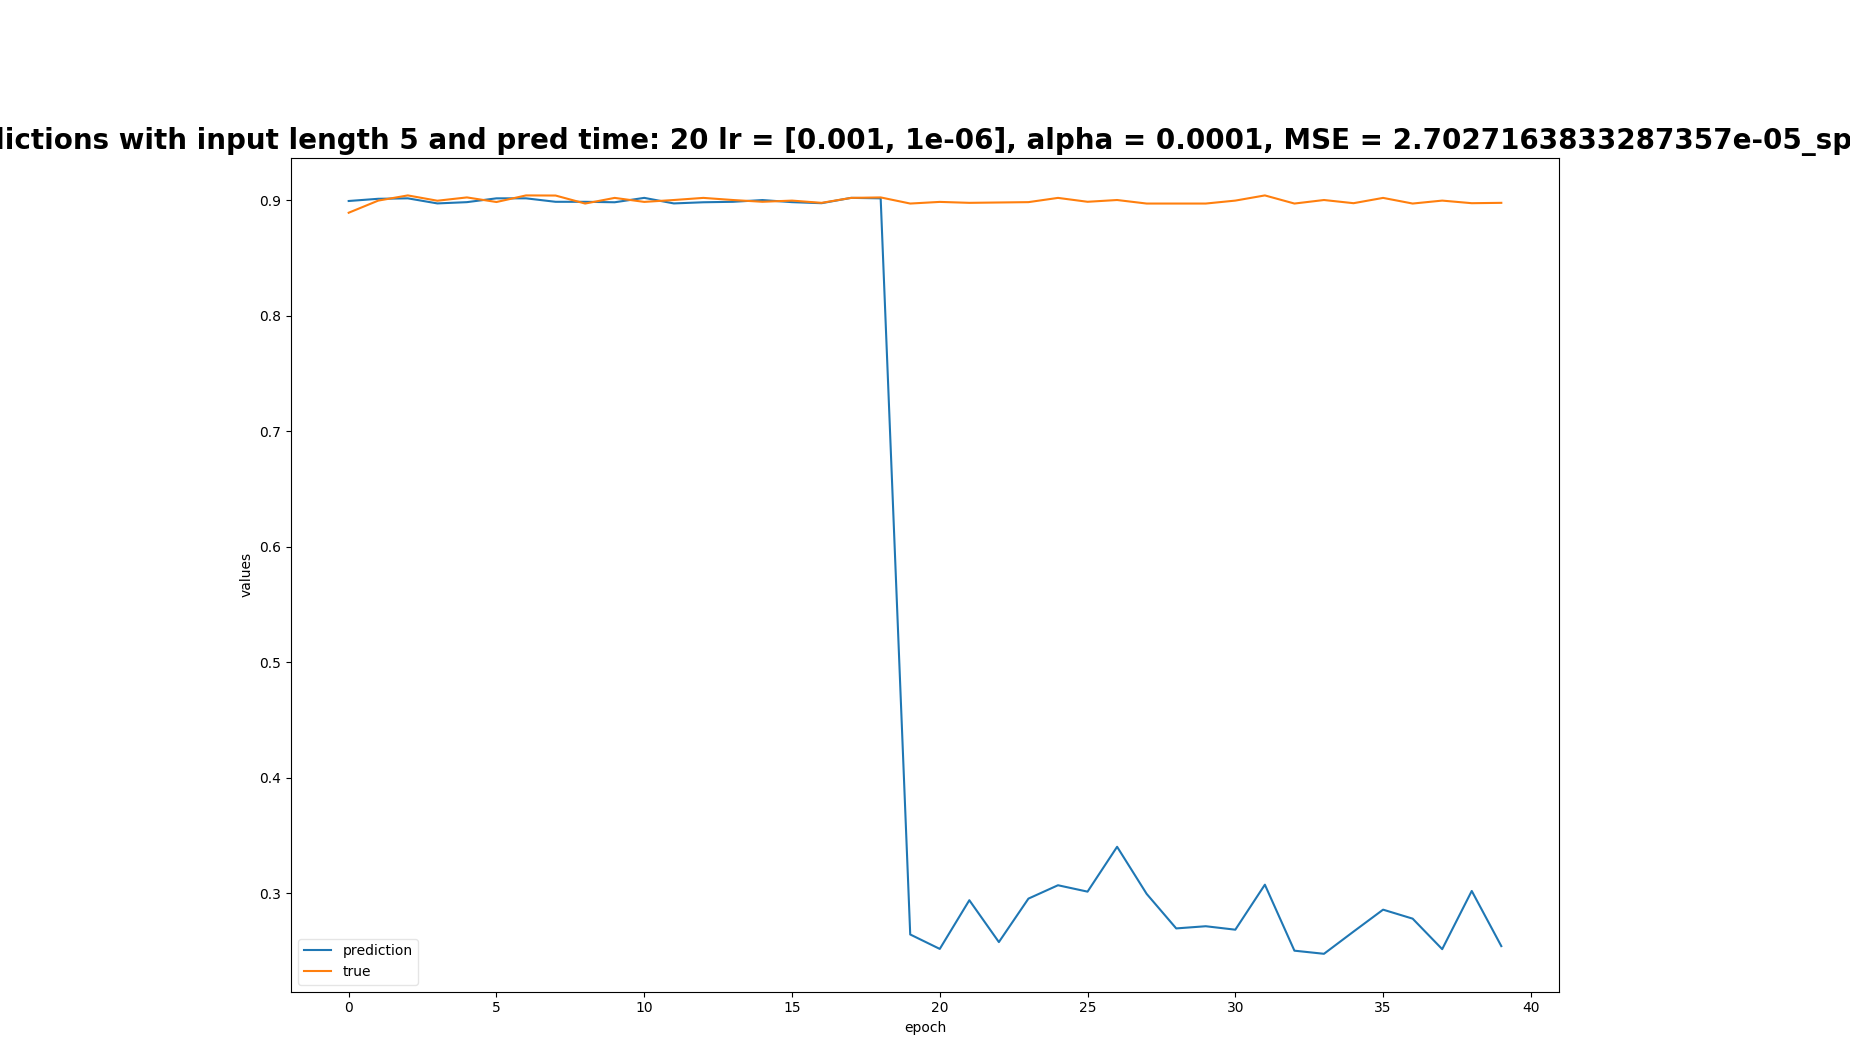 lictions with input length 5 and pred time: 20 lr = [0.001, 1e-06], alpha = 0.0001, MSE = 2.7027163833287357e-05_sp
0.9
0.8
0.7
0.6
0.5
0.4
0.3
values
prediction
true
0 5 10 15 20 25 30 35 40
epoch